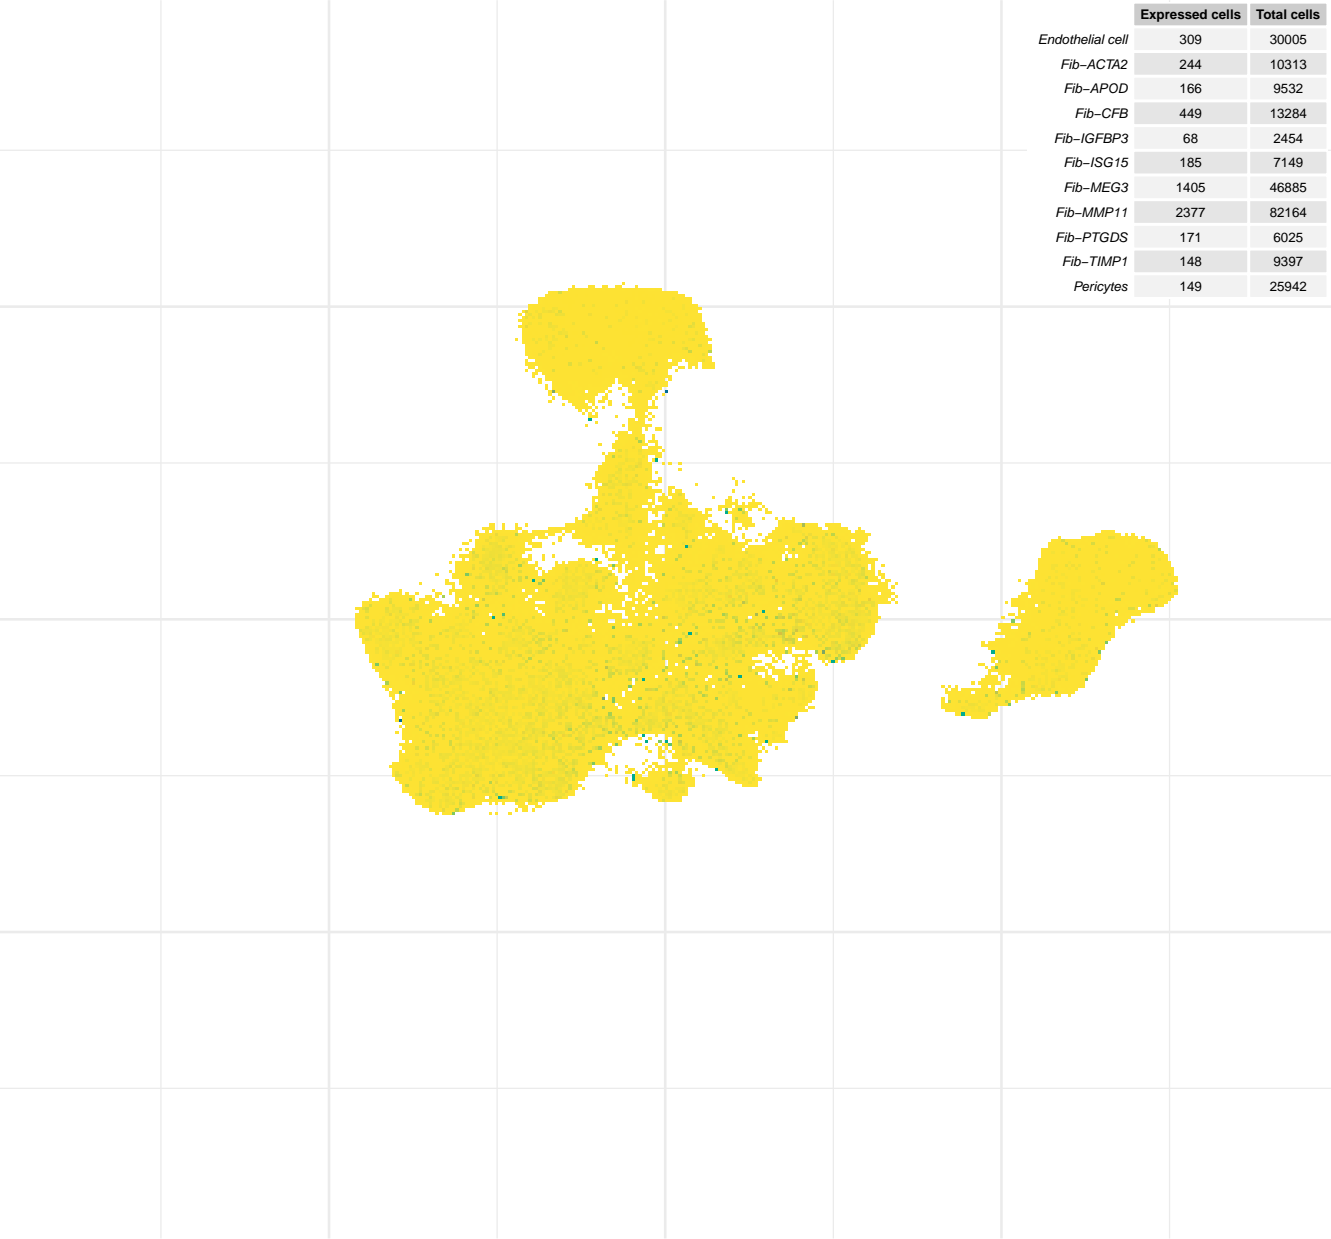 Expressed cells Total cells
Endothelial cell 309 30005
Fib−ACTA2 244 10313
Fib−APOD 166 9532
Fib−CFB 449 13284
Fib−IGFBP3 68 2454
Fib−ISG15 185 7149
Fib−MEG3 1405 46885
Fib−MMP11 2377 82164
Fib−PTGDS 171 6025
Fib−TIMP1 148 9397
Pericytes 149 25942